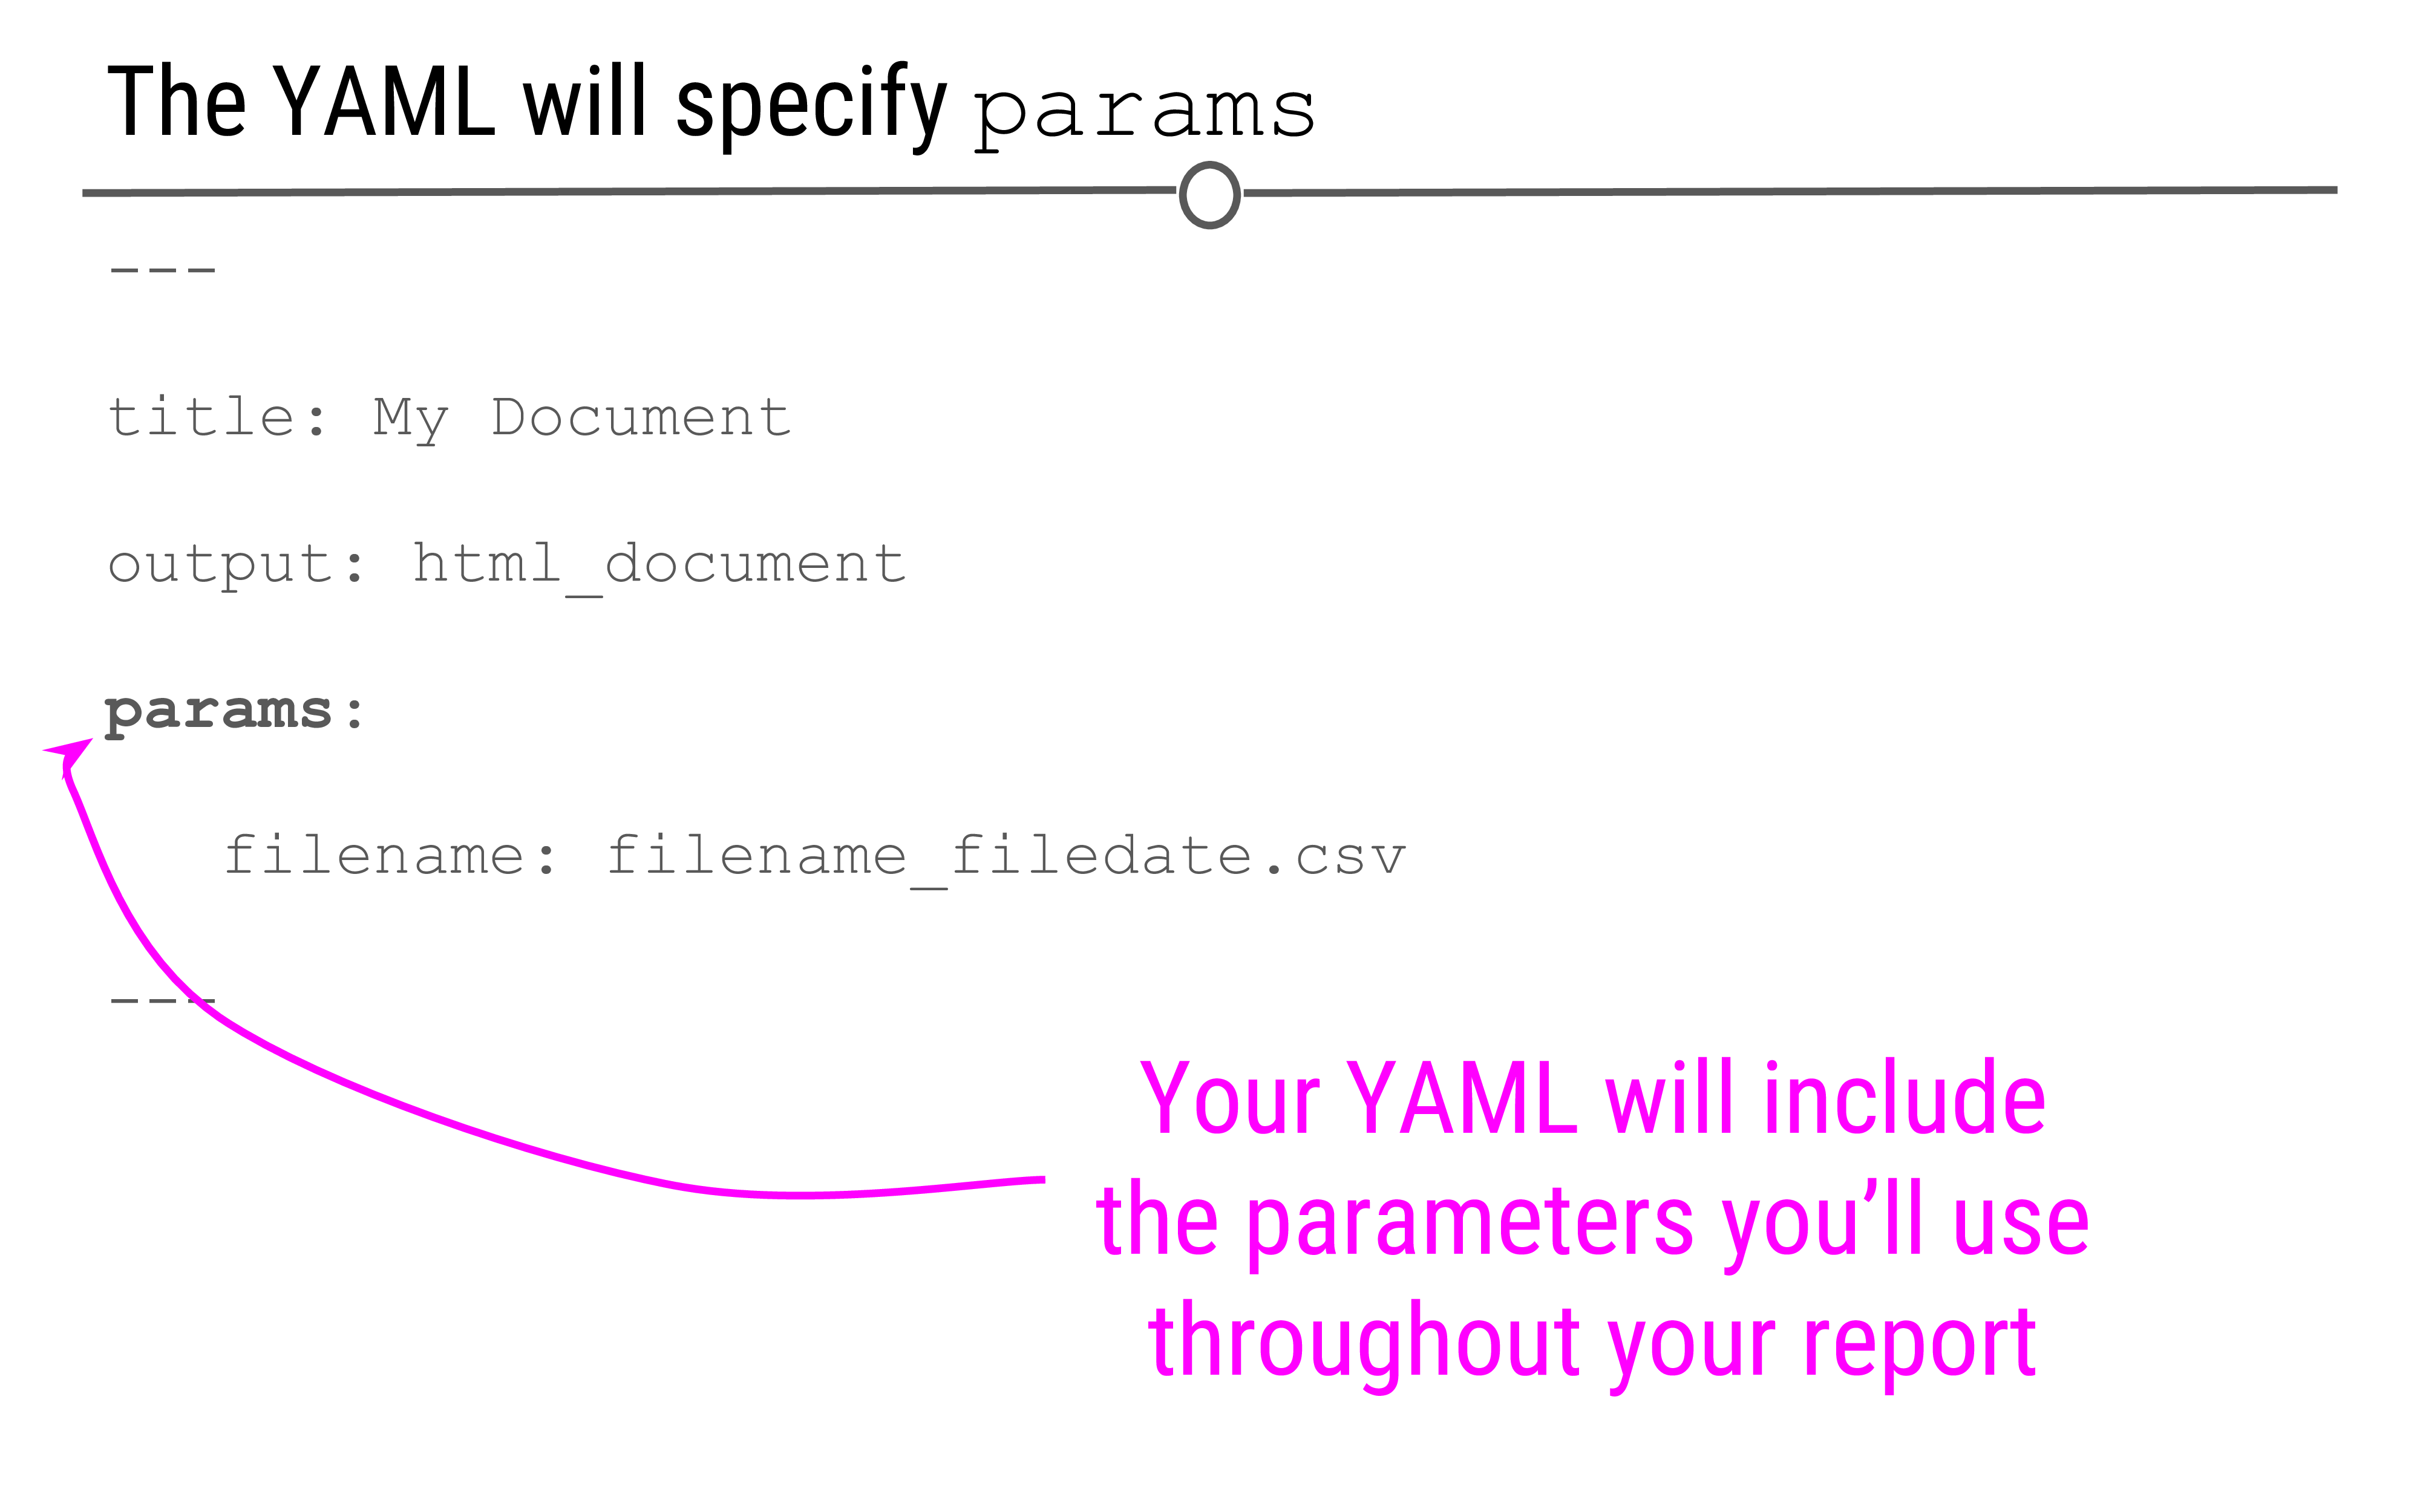 The YAML will specify params
---
title: My Document
output: html_document
params:
filename: filename_filedate.csv
---
Your YAML will include
the parameters you’ll use
throughout your report